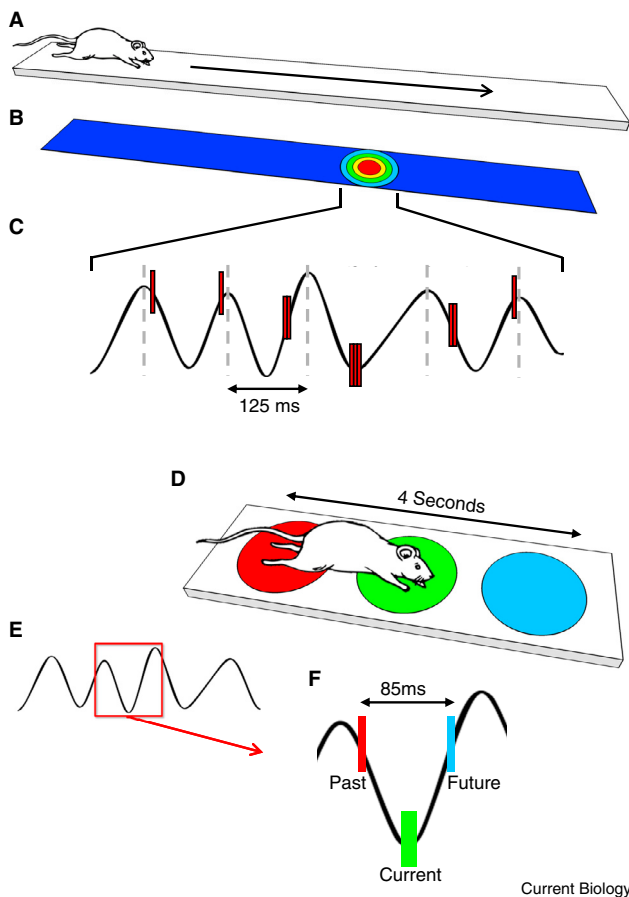 A
B
C
125 ms
D
4 Seconds
E
F
85ms
Past
Future
Current
Current Biology